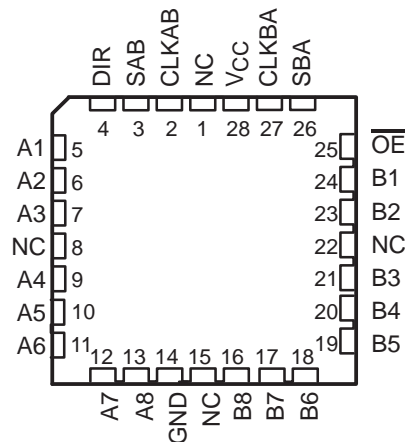 DIR SAB CLKAB NC VCC CLKBA SBA
4 3 2 1 28 27 26
A1 5 25 OE
A2 6 24 B1
A3 7 23 B2
NC 8 22 NC
A4 9 21 B3
A5 10 20 B4
A6 11 19 B5
12 13 14 15 16 17 18
A7 A8 GND NC B8 B7 B6